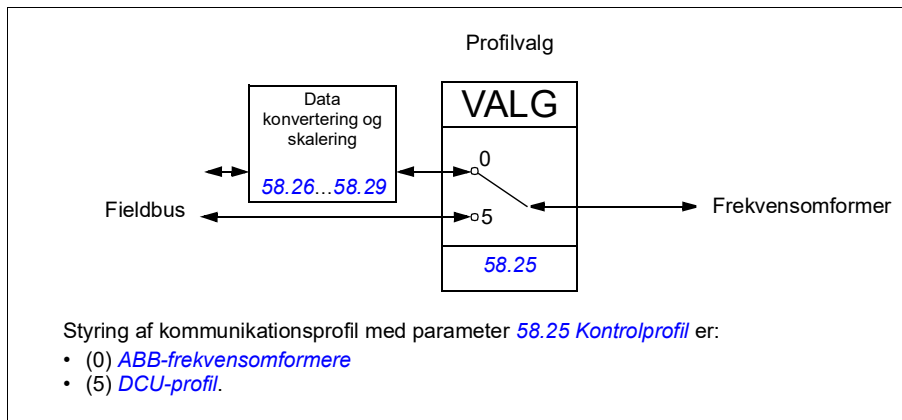 Profilvalg
Data
konvertering og
skalering
58.26...58.29
VALG
0
5
58.25
Fieldbus
Frekvensomformer
Styring af kommunikationsprofil med parameter 58.25 Kontrolprofil er:
• (0) ABB-frekvensomformere
• (5) DCU-profil.